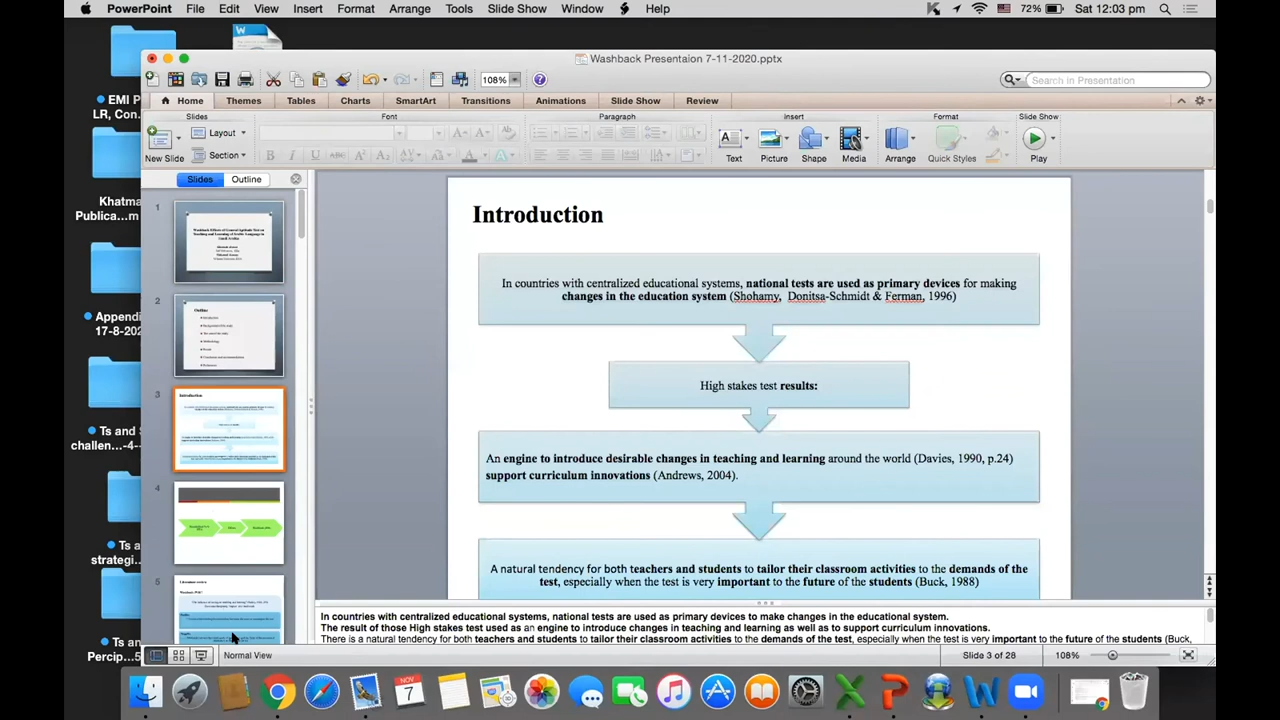 PowerPoint File Edit View Insert Format Arrange Tools Slide Show Window Help 72% Sat 12:03 pm
Washback Presentaion 7-11-2020.pptx
108% Search in Presentation
Home Themes Tables Charts SmartArt Transitions Animations Slide Show Review
Slides Font Paragraph Insert Format Slide Show
Layout
Section
New Slide Text Picture Shape Media Arrange Quick Styles Play
Slides Outline
EMI P
LR, Con.
Khatma
Publica...m
Appendi
17-8-202
Ts and S
challen...-4-
Ts a
strategi...
Ts an
Percip...5
1
2
Outline
3
Introduction
4
5
Introduction
In countries with centralized educational systems, national tests are used as primary devices for making
changes in the education system (Shohamy, Donitsa-Schmidt & Ferman, 1996)
High stakes test results:
An engine to introduce desirable changes in teaching and learning around the world (Davies, 1990, p.24)
support curriculum innovations (Andrews, 2004).
A natural tendency for both teachers and students to tailor their classroom activities to the demands of the
test, especially when the test is very important to the future of the students (Buck, 1988)
In countries with centralized educational systems, national tests are used as primary devices to make changes in the educational system.
The result of those High stakes test used as an engine to introduce changes in teaching and learning as well as to support curriculum innovations.
There is a natural tendency for both teachers and students to tailor their classroom activities to the demands of the test, especially when the test is very important to the future of the students (Buck,
Normal View Slide 3 of 28 108%
NOV
7